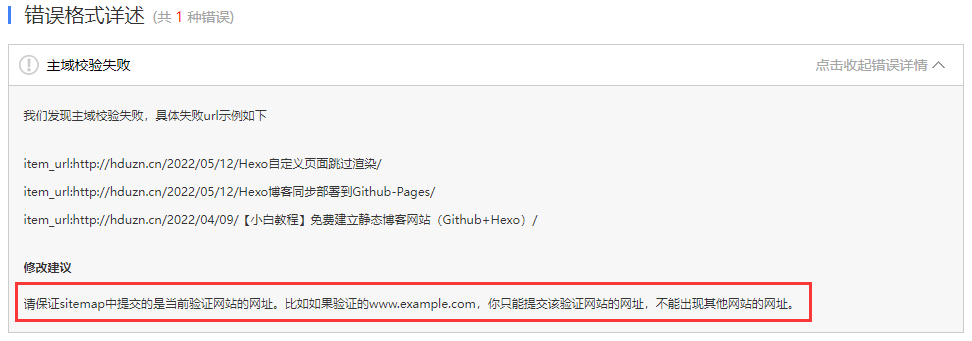 错误格式详述 (共 1 种错误)
主域校验失败 点击收起错误详情
我们发现主域校验失败，具体失败url示例如下
item_url:http://hduzn.cn/2022/05/12/Hexo自定义页面跳过渲染/
item_url:http://hduzn.cn/2022/05/12/Hexo博客同步部署到Github-Pages/
item_url:http://hduzn.cn/2022/04/09/【小白教程】免费建立静态博客网站（Github+Hexo）/
修改建议
请保证sitemap中提交的是当前验证网站的网址。比如如果验证的www.example.com，你只能提交该验证网站的网址，不能出现其他网站的网址。